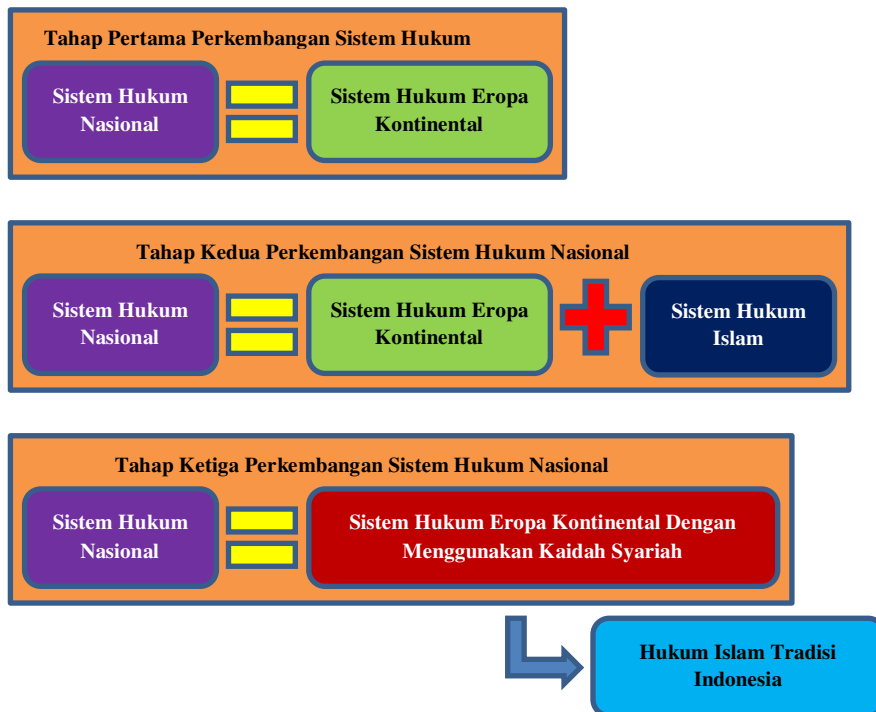 Tahap Pertama Perkembangan Sistem Hukum
Sistem Hukum
Nasional
Sistem Hukum Eropa
Kontinental
Tahap Kedua Perkembangan Sistem Hukum Nasional
Sistem Hukum
Nasional
Sistem Hukum Eropa
Kontinental
Sistem Hukum
Islam
Tahap Ketiga Perkembangan Sistem Hukum Nasional
Sistem Hukum
Nasional
Sistem Hukum Eropa Kontinental Dengan
Menggunakan Kaidah Syariah
Hukum Islam Tradisi
Indonesia